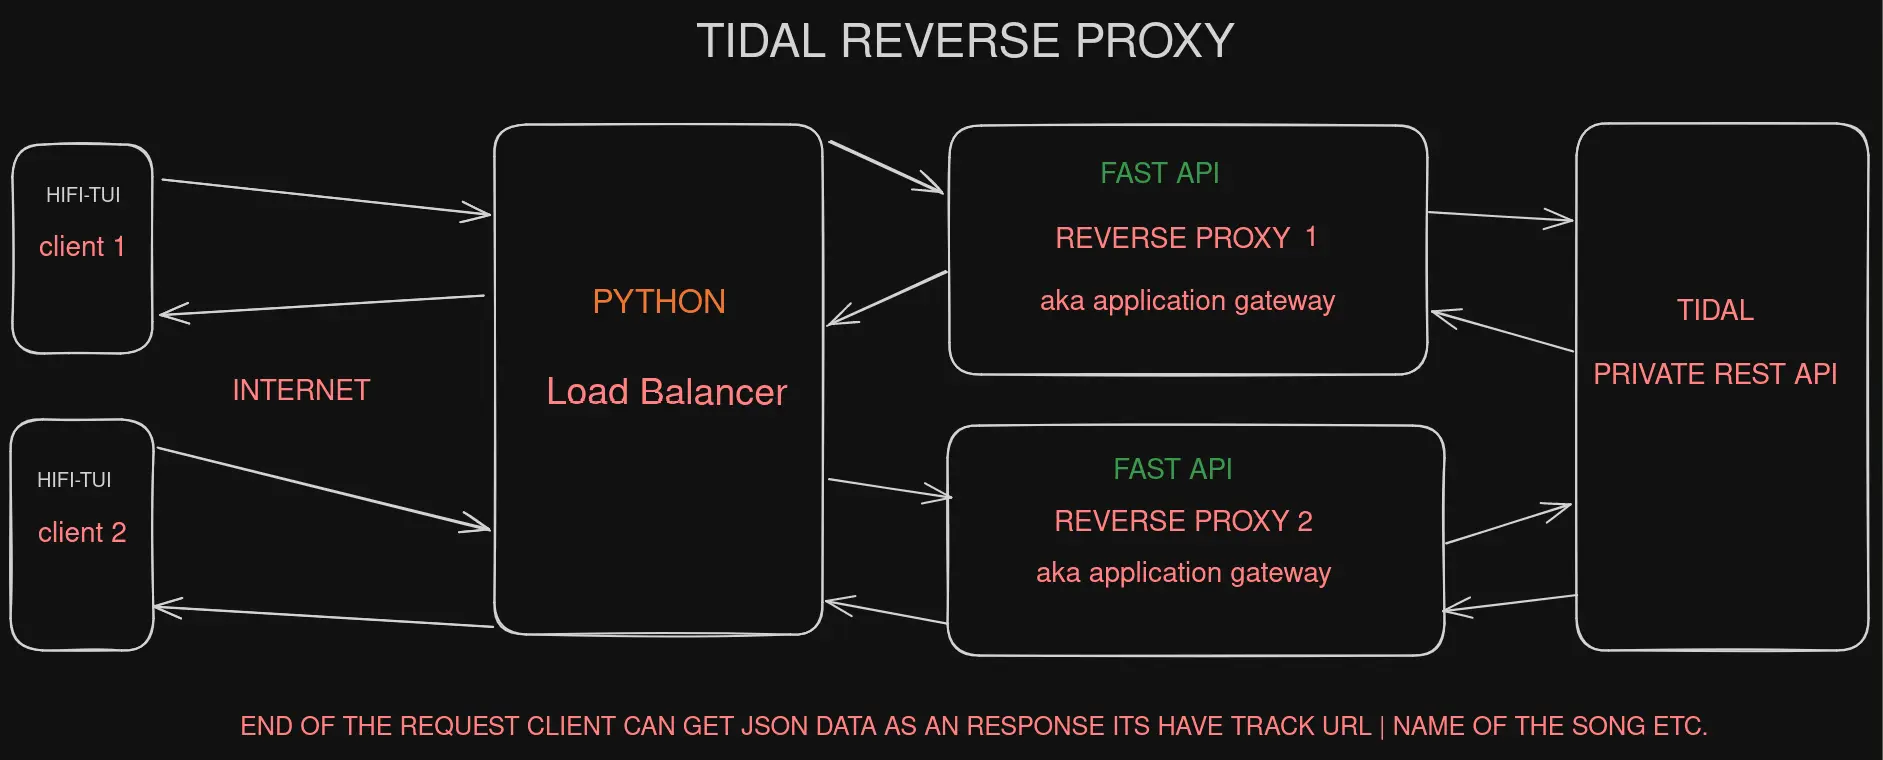 TIDAL REVERSE PROXY
HIFI-TUI
client 1
INTERNET
HIFI-TUI
client 2
PYTHON
Load Balancer
FAST API
REVERSE PROXY 1
aka application gateway
FAST API
REVERSE PROXY 2
aka application gateway
TIDAL
PRIVATE REST API
END OF THE REQUEST CLIENT CAN GET JSON DATA AS AN RESPONSE ITS HAVE TRACK URL | NAME OF THE SONG ETC.